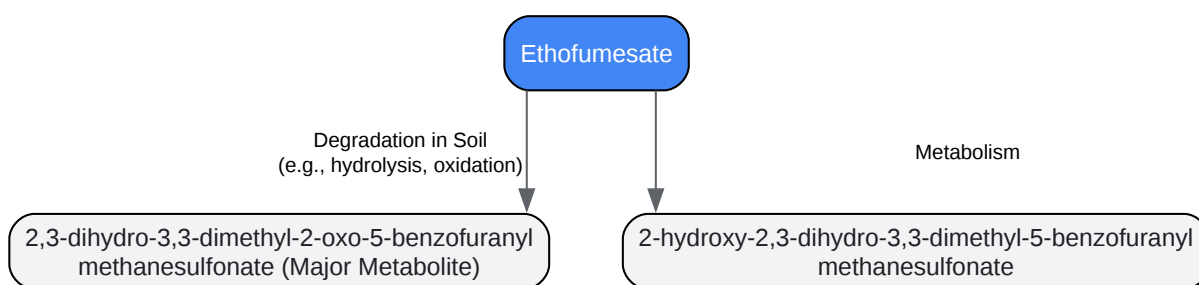 Ethofumesate
Degradation in Soil
(e.g., hydrolysis, oxidation)
Metabolism
2,3-dihydro-3,3-dimethyl-2-oxo-5-benzofuranyl
methanesulfonate (Major Metabolite)
2-hydroxy-2,3-dihydro-3,3-dimethyl-5-benzofuranyl
methanesulfonate